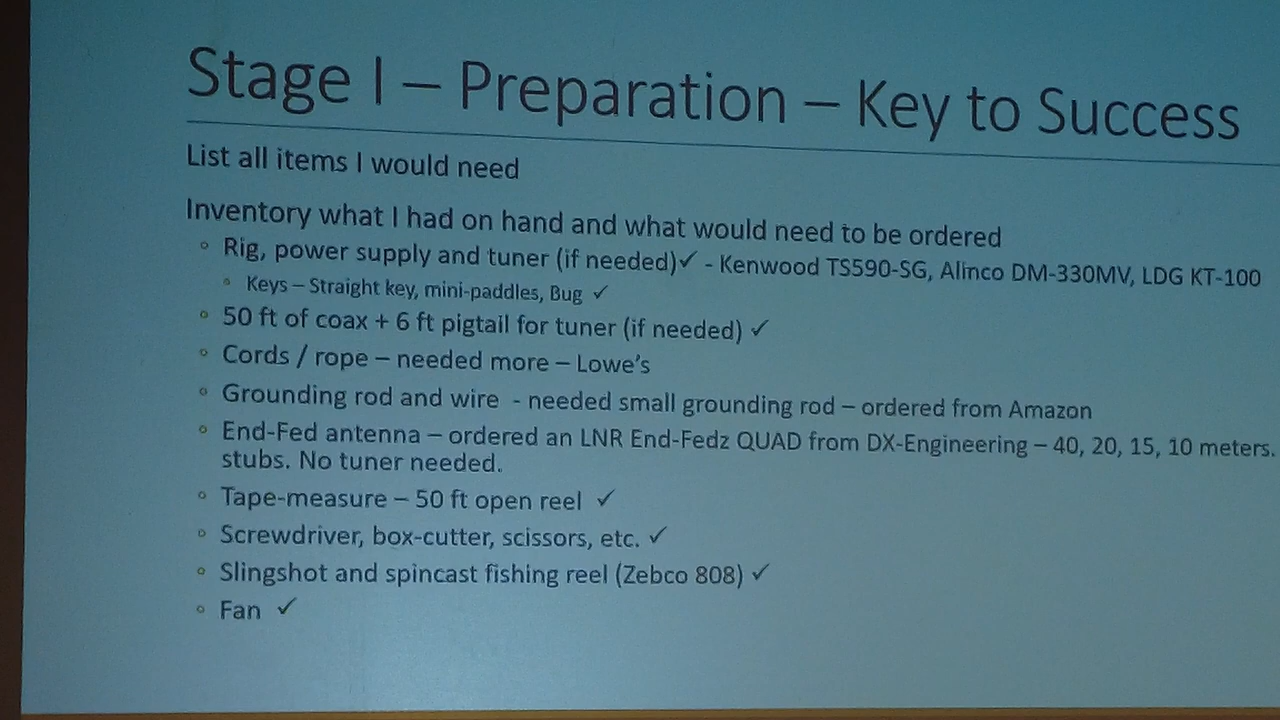 Stage I – Preparation – Key to Success
List all items I would need
Inventory what I had on hand and what would need to be ordered
◦ Rig, power supply and tuner (if needed)✓ - Kenwood TS590-SG, Alinco DM-330MV, LDG KT-100
◦ Keys – Straight key, mini-paddles, Bug ✓
◦ 50 ft of coax + 6 ft pigtail for tuner (if needed) ✓
◦ Cords / rope – needed more – Lowe's
◦ Grounding rod and wire - needed small grounding rod – ordered from Amazon
◦ End-Fed antenna – ordered an LNR End-Fedz QUAD from DX-Engineering – 40, 20, 15, 10 meters.
stubs. No tuner needed.
◦ Tape-measure – 50 ft open reel ✓
◦ Screwdriver, box-cutter, scissors, etc. ✓
◦ Slingshot and spincast fishing reel (Zebco 808) ✓
◦ Fan ✓